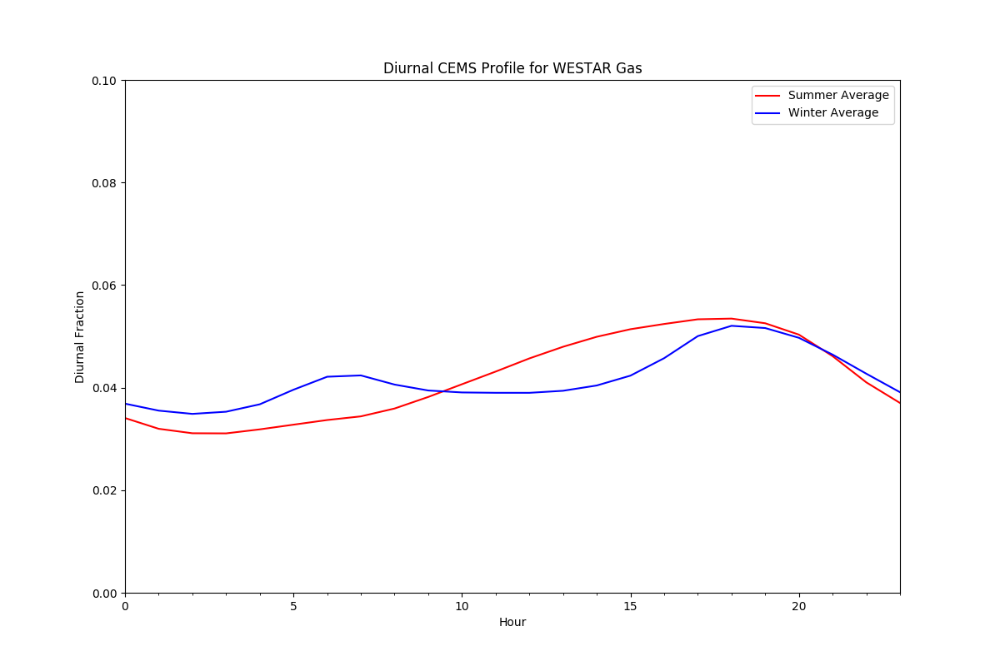 Diurnal CEMS Profile for WESTAR Gas
Summer Average
Winter Average
0.10
0.08
0.06
0.04
0.02
0.00
Diurnal Fraction
0 5 10 15 20
Hour